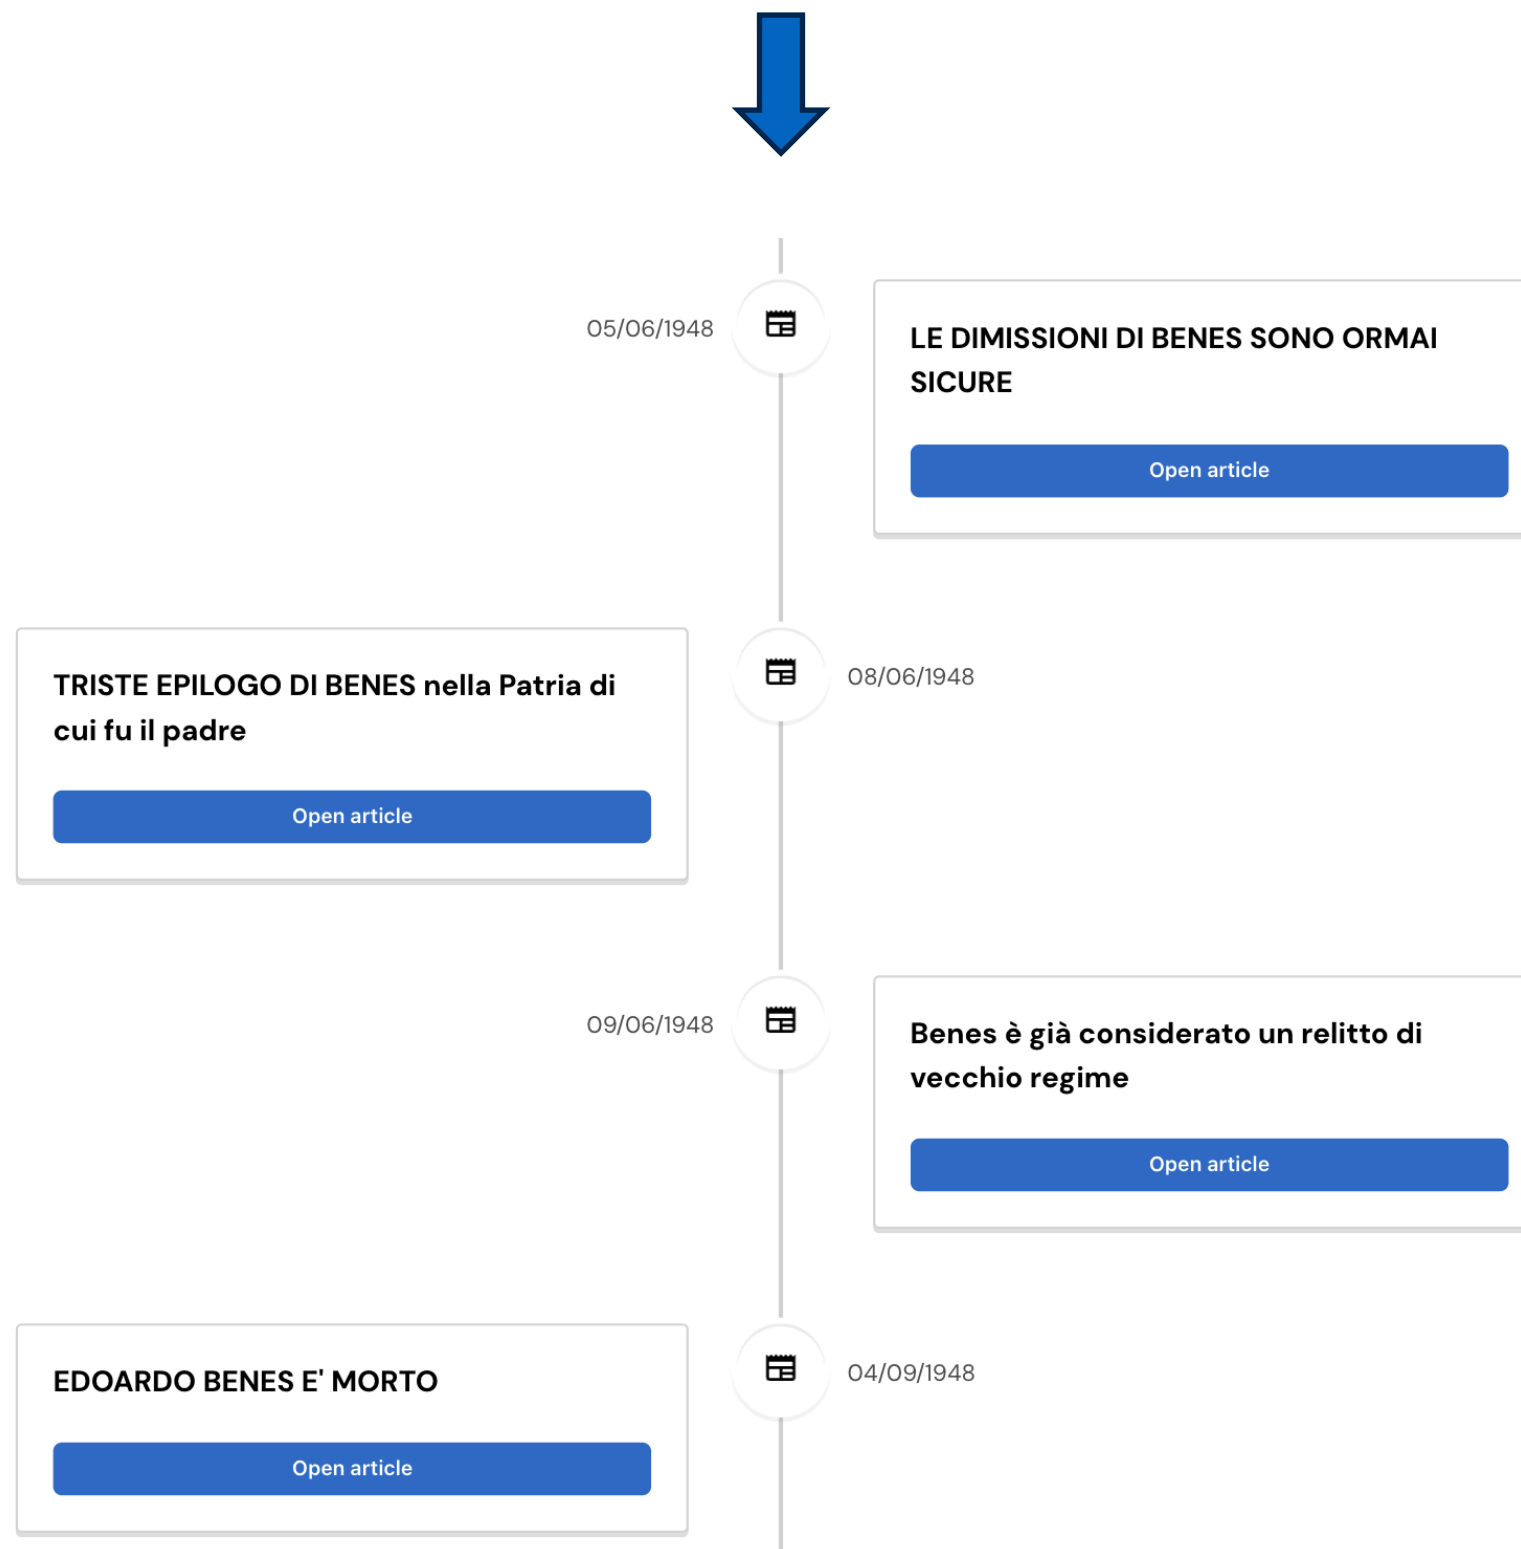 05/06/1948
LE DIMISSIONI DI BENES SONO ORMAI
SICURE
Open article
TRISTE EPILOGO DI BENES nella Patria di
cui fu il padre
Open article
08/06/1948
09/06/1948
Benes è già considerato un relitto di
vecchio regime
Open article
EDOARDO BENES E' MORTO
Open article
04/09/1948